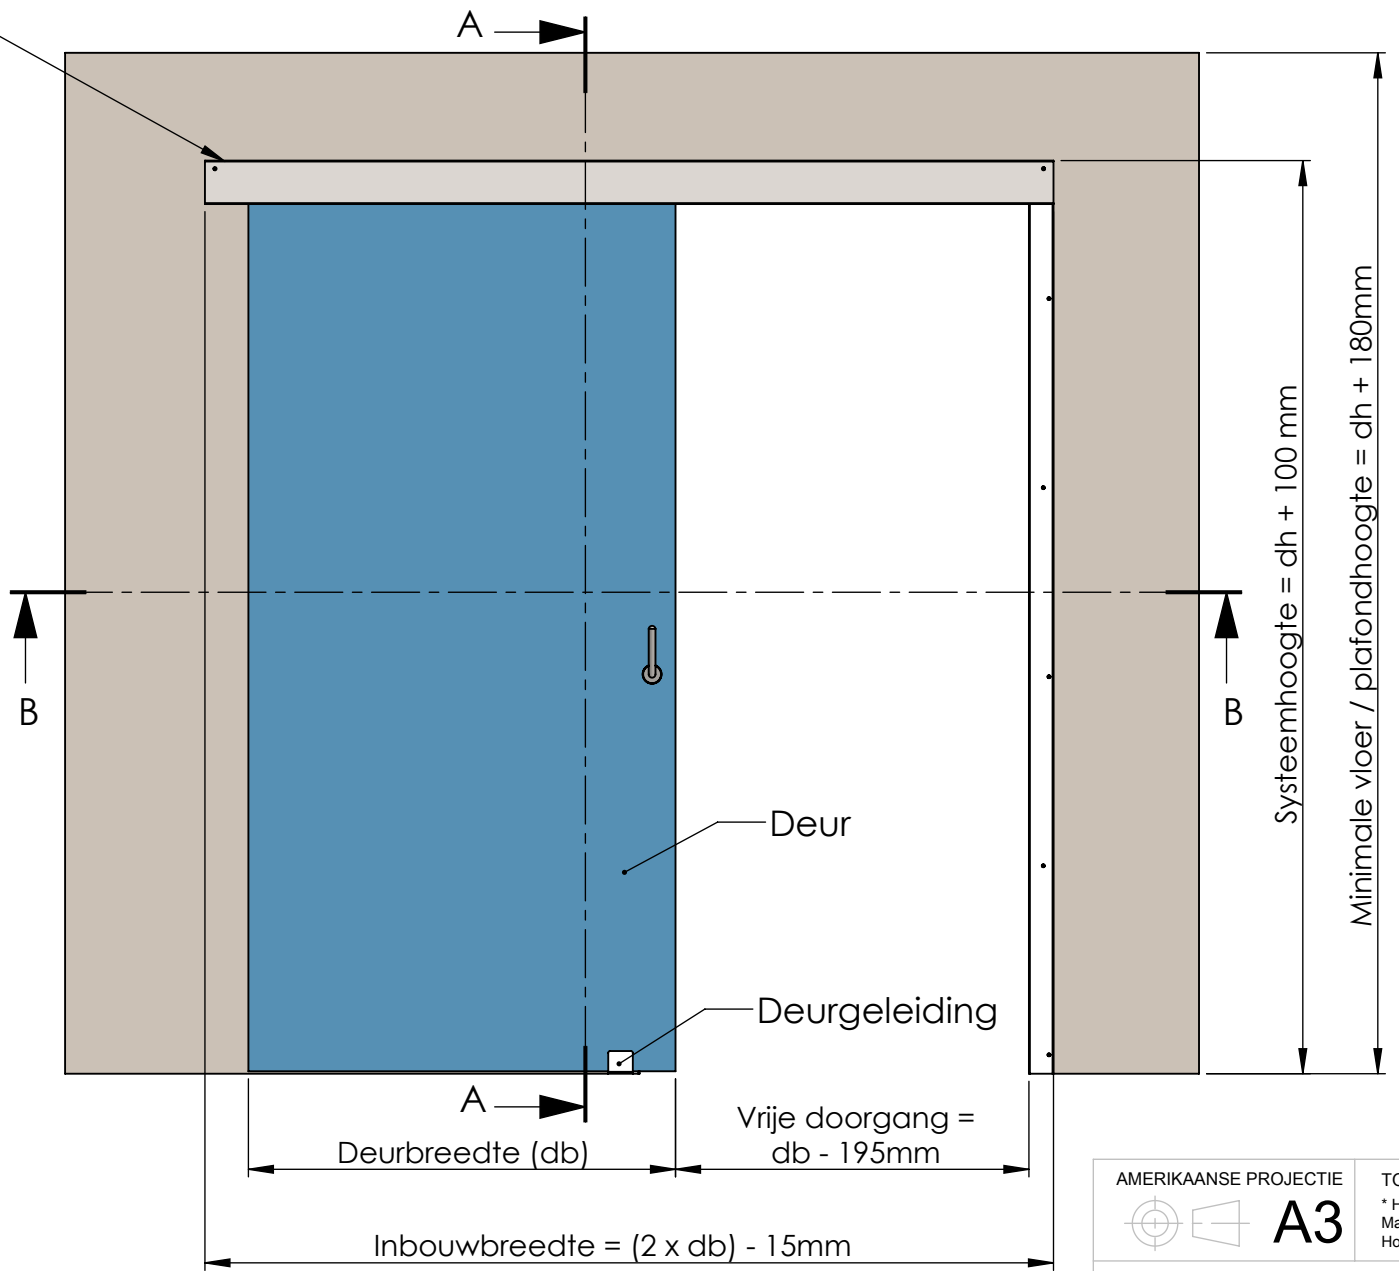 A
Systeemhoogte = dh + 100 mm
Minimale vloer / plafondhoogte = dh + 180mm
B
B
Deur
Deurgeleiding
A
Vrije doorgang =
db - 195mm
Deurbreedte (db)
Inbouwbreedte = (2 x db) - 15mm
AMERIKAANSE PROJECTIE
A3